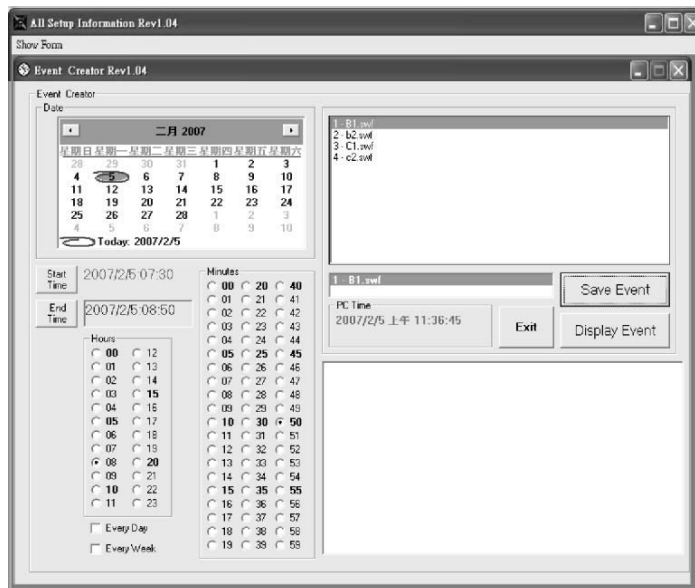 All Setup Information Rev1.04
Show Form
Event Creator Rev1.04
Event Creator
Date
二月 2007
星期日 星期一 星期二 星期三 星期四 星期五 星期六
28 29 30 31 1 2 3
4 5 6 7 8 9 10
11 12 13 14 15 16 17
18 19 20 21 22 23 24
25 26 27 28 1 2 3
4 5 6 7 8 9 10
Today: 2007/2/5
1 - B1.swf
2 - b2.swf
3 - C1.swf
4 - c2.swf
Start Time
2007/2/5 07:30
End Time
2007/2/5 08:50
Hours
00 12
01 13
02 14
03 15
04 16
05 17
06 18
07 19
08 20
09 21
10 22
11 23
Every Day
Every Week
Minutes
00 20 40
01 21 41
02 22 42
03 23 43
04 24 44
05 25 45
06 26 46
07 27 47
08 28 48
09 29 49
10 30 50
11 31 51
12 32 52
13 33 53
14 34 54
15 35 55
16 36 56
17 37 57
18 38 58
19 39 59
1 - B1.swf
Save Event
PC Time
2007/2/5 上午 11:36:45
Exit
Display Event